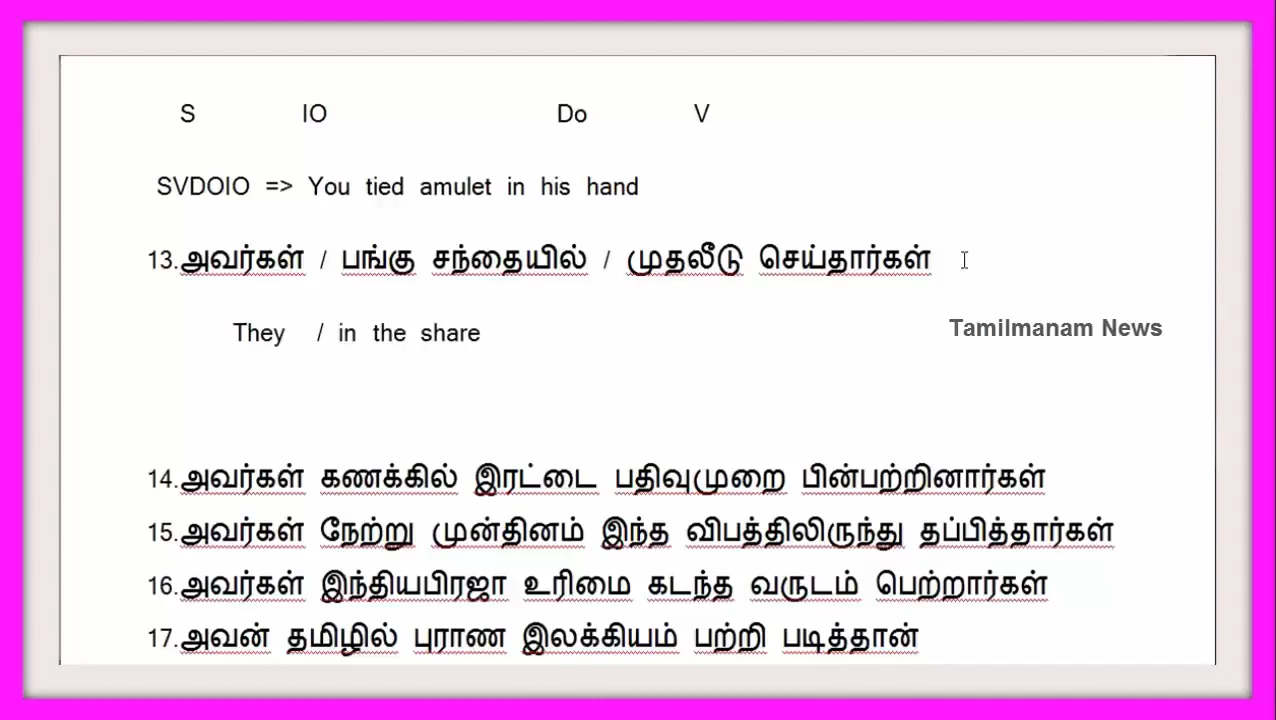 S IO Do V
SVDOIO => You tied amulet in his hand
13.அவர்கள் / பங்கு சந்தையில் / முதலீடு செய்தார்கள்
They / in the share
Tamilmanam News
14.அவர்கள் கணக்கில் இரட்டை பதிவுமுறை பின்பற்றினார்கள்
15.அவர்கள் நேற்று முன்தினம் இந்த விபத்திலிருந்து தப்பித்தார்கள்
16.அவர்கள் இந்தியபிரஜா உரிமை கடந்த வருடம் பெற்றார்கள்
17.அவன் தமிழில் புராண இலக்கியம் பற்றி படித்தான்